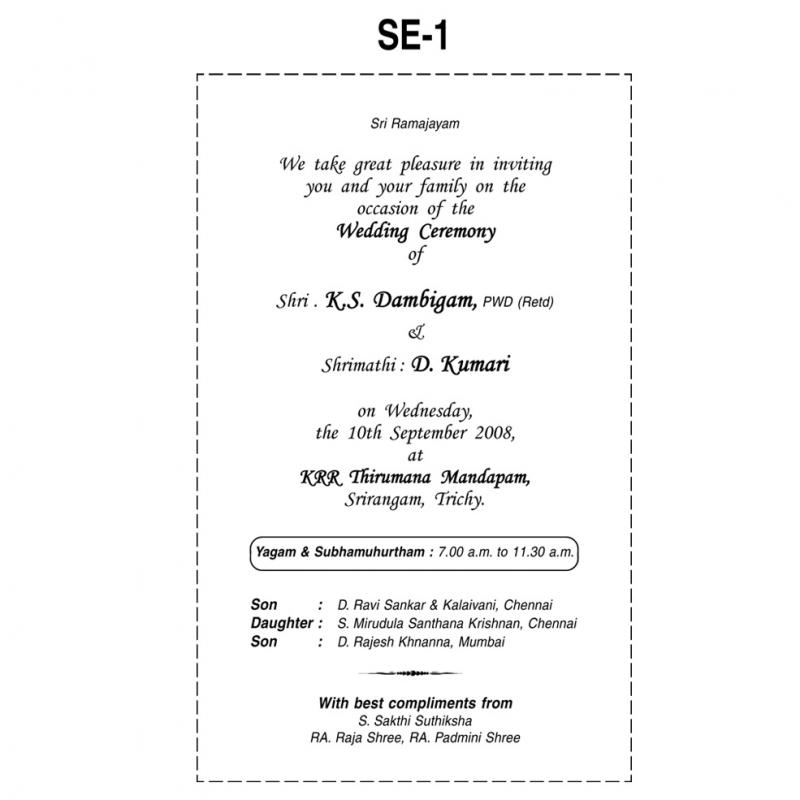 SE-1
Sri Ramajayam
We take great pleasure in inviting
you and your family on the
occasion of the
Wedding Ceremony
of
Shri . K.S. Dambigam, PWD (Retd)
&
Shrimathi : D. Kumari
on Wednesday,
the 10th September 2008,
at
KRR Thirumana Mandapam,
Srirangam, Trichy.
Yagam & Subhamuhurtham : 7.00 a.m. to 11.30 a.m.
Son : D. Ravi Sankar & Kalaivani, Chennai
Daughter : S. Mirudula Santhana Krishnan, Chennai
Son : D. Rajesh Khnanna, Mumbai
With best compliments from
S. Sakthi Suthiksha
RA. Raja Shree, RA. Padmini Shree